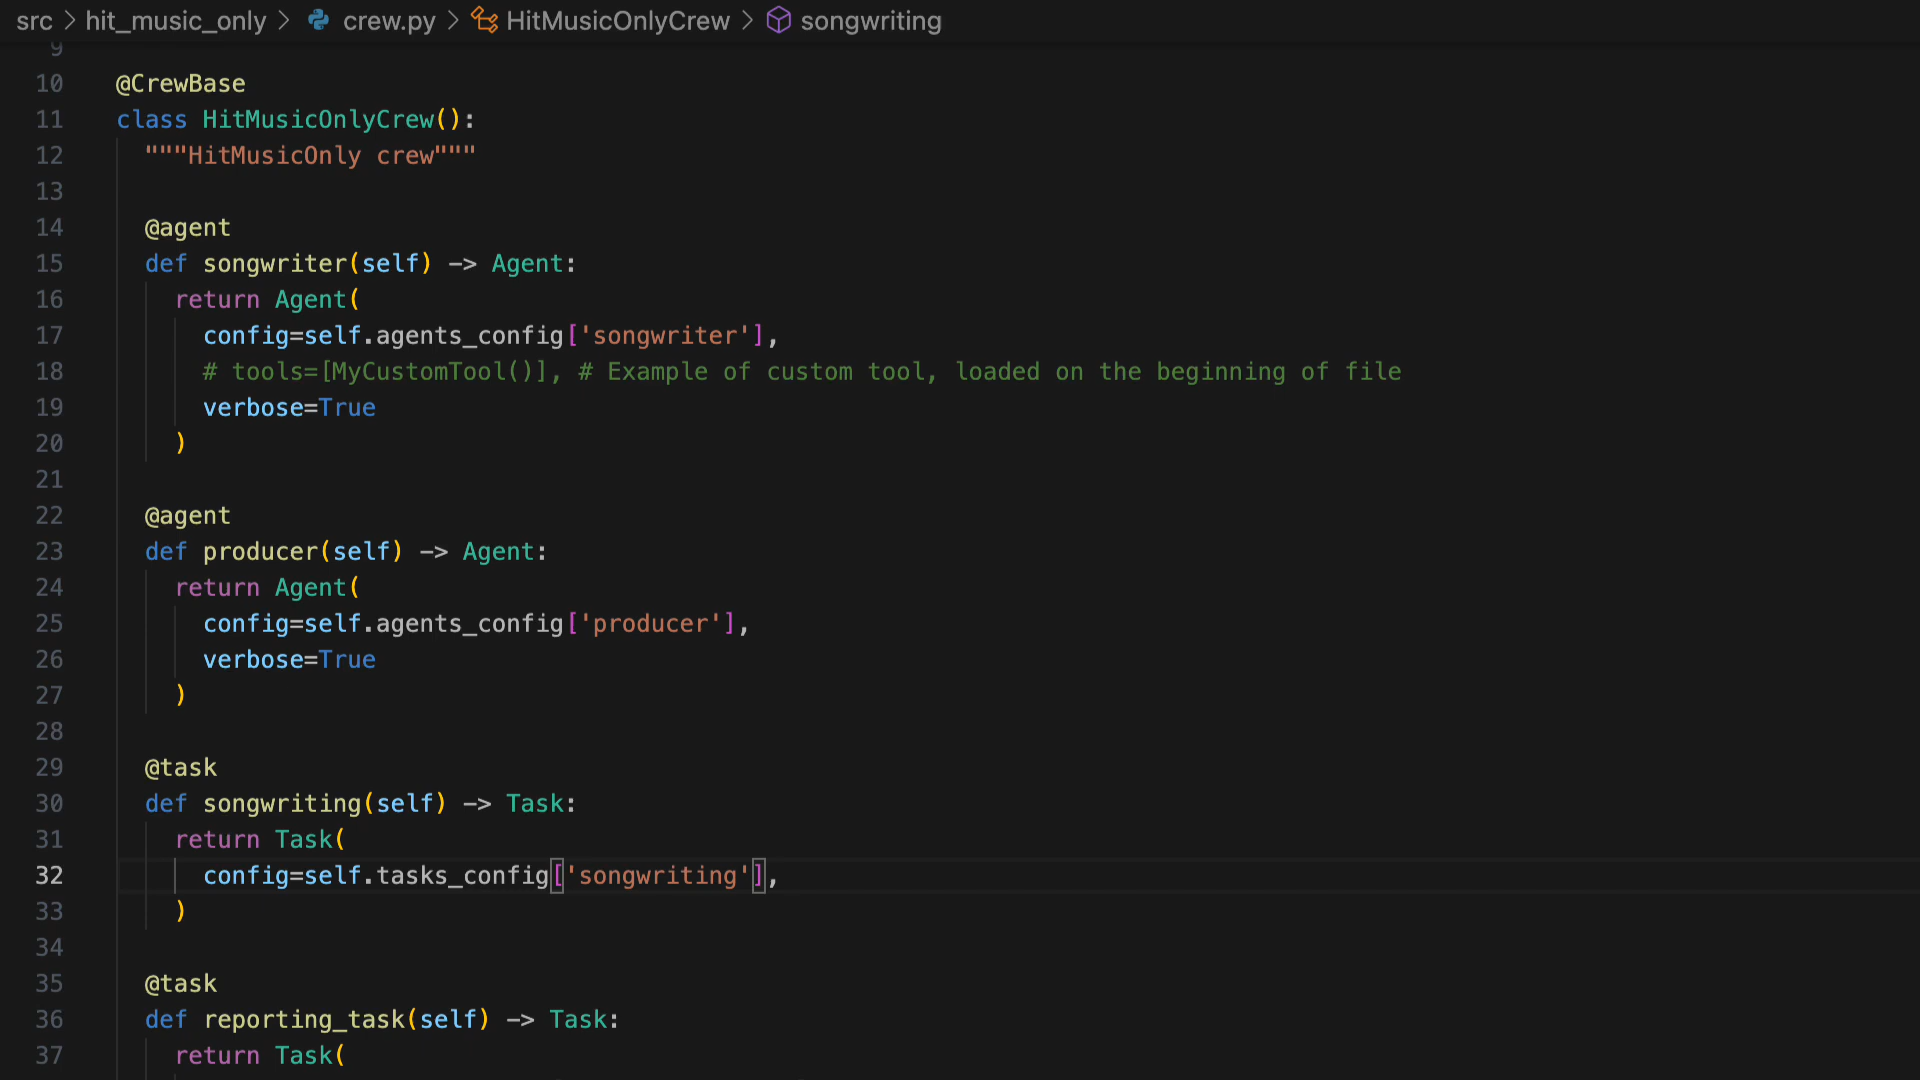 src > hit_music_only > crew.py > HitMusicOnlyCrew > songwriting
9
10 @CrewBase
11 class HitMusicOnlyCrew():
12 """HitMusicOnly crew"""
13
14 @agent
15 def songwriter(self) -> Agent:
16 return Agent(
17 config=self.agents_config['songwriter'],
18 # tools=[MyCustomTool()], # Example of custom tool, loaded on the beginning of file
19 verbose=True
20 )
21
22 @agent
23 def producer(self) -> Agent:
24 return Agent(
25 config=self.agents_config['producer'],
26 verbose=True
27 )
28
29 @task
30 def songwriting(self) -> Task:
31 return Task(
32 config=self.tasks_config['songwriting'],
33 )
34
35 @task
36 def reporting_task(self) -> Task:
37 return Task(